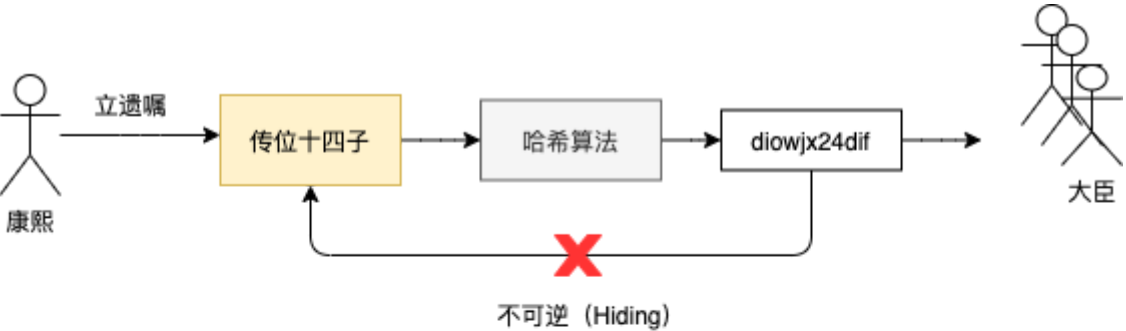 立遗嘱
传位十四子
哈希算法
diowjx24dif
康熙
大臣
不可逆（Hiding）